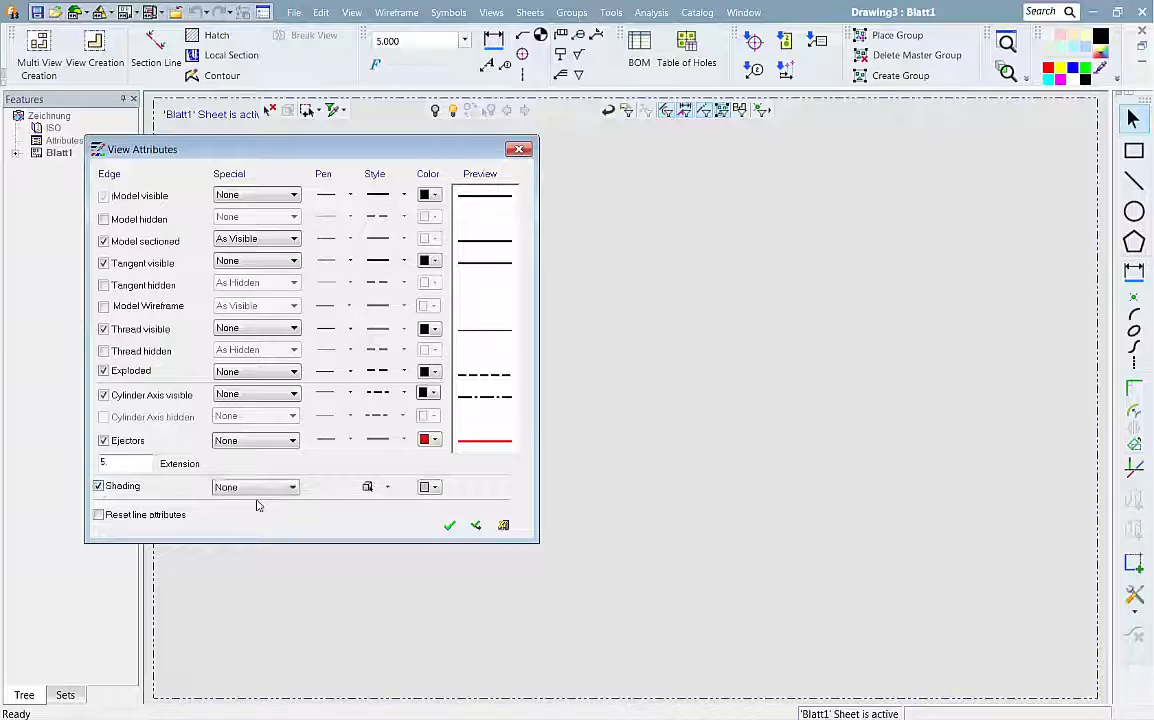 File Edit View Wireframe Symbols Views Sheets Groups Tools Analysis Catalog Window Drawing3 : Blatt1 Search
Multi View Creation
View Creation
Section Line
Hatch
Local Section
Contour
Break View
5.000
BOM
Table of Holes
Place Group
Delete Master Group
Create Group
Features
Zeichnung
ISO
Attributes
Blatt1
'Blatt1' Sheet is activ
View Attributes
Edge Special Pen Style Color Preview
Model visible None
Model hidden None
Model sectioned As Visible
Tangent visible None
Tangent hidden As Hidden
Model Wireframe As Visible
Thread visible None
Thread hidden As Hidden
Exploded None
Cylinder Axis visible None
Cylinder Axis hidden None
Ejectors None
5. Extension
Shading None
Reset line attributes
Tree Sets
Ready 'Blatt1' Sheet is active